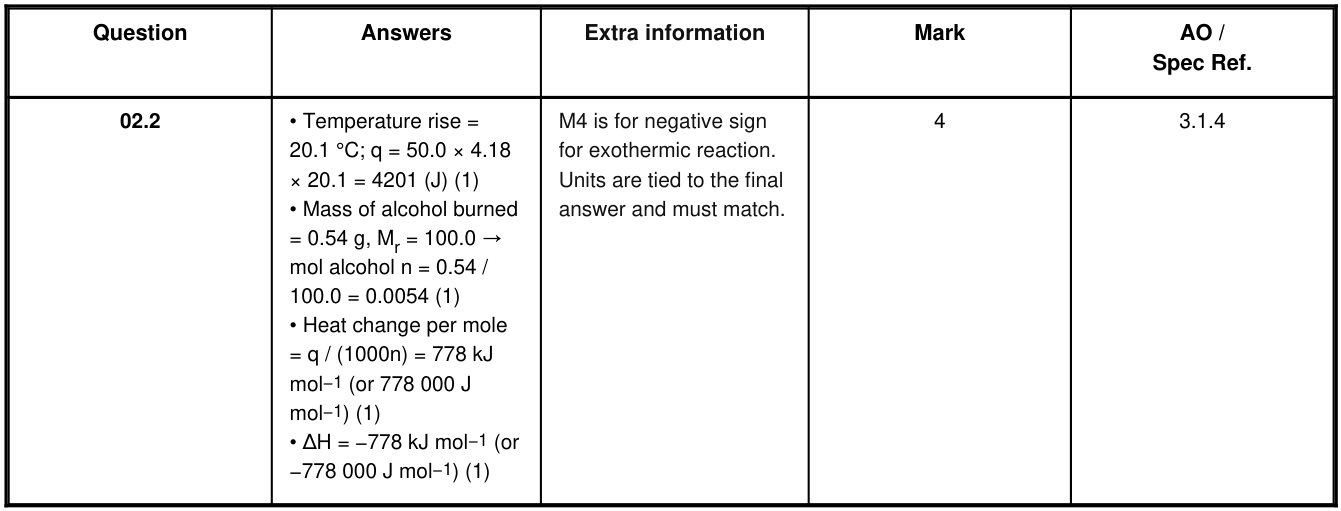 Question Answers Extra information Mark AO /
Spec Ref.
02.2
• Temperature rise =
20.1 °C; q = 50.0 × 4.18
× 20.1 = 4201 (J) (1)
• Mass of alcohol burned
= 0.54 g, Mr = 100.0 →
mol alcohol n = 0.54 /
100.0 = 0.0054 (1)
• Heat change per mole
= q / (1000n) = 778 kJ
mol−1 (or 778 000 J
mol−1) (1)
• ΔH = −778 kJ mol−1 (or
−778 000 J mol−1) (1)
M4 is for negative sign
for exothermic reaction.
Units are tied to the final
answer and must match.
4
3.1.4